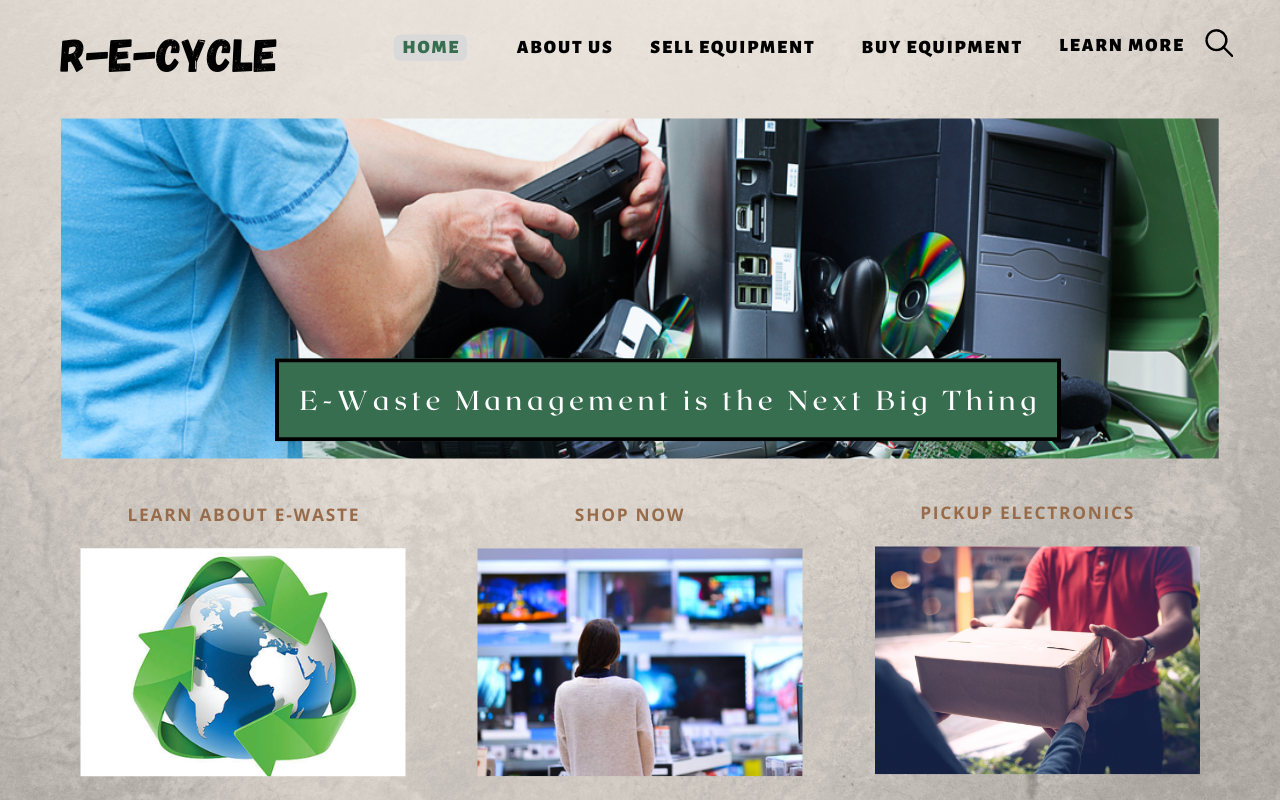 R-E-CYCLE
HOME
ABOUT US
SELL EQUIPMENT
BUY EQUIPMENT
LEARN MORE
E-Waste Management is the Next Big Thing
LEARN ABOUT E-WASTE
SHOP NOW
PICKUP ELECTRONICS